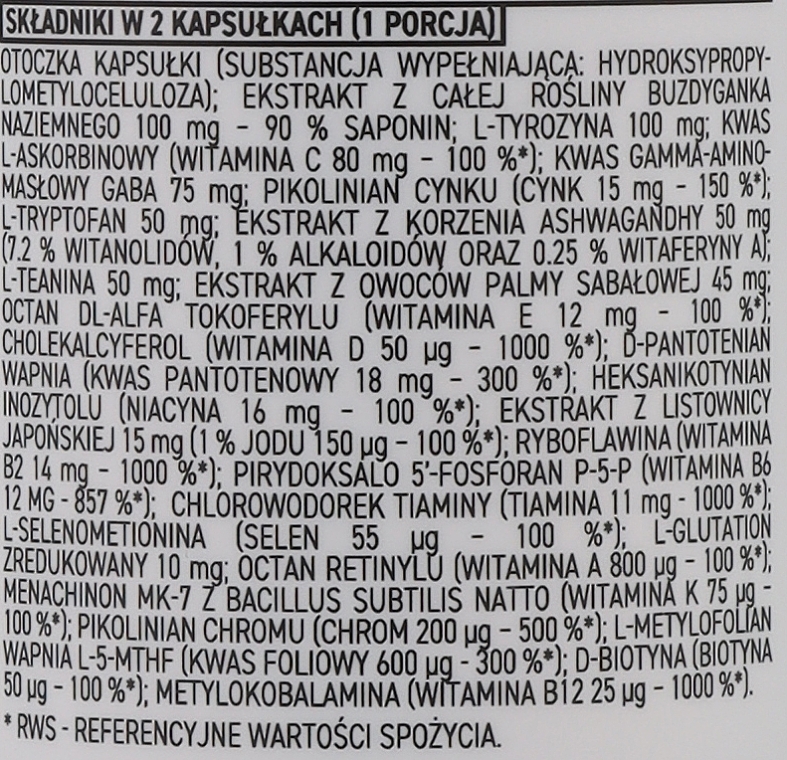 SKŁADNIKI W 2 KAPSUŁKACH (1 PORCJA)
OTOCZKA KAPSUŁKI (SUBSTANCJA WYPEŁNIAJĄCA: HYDROKSYPROPY-
LOMETYLOCELULOZA); EKSTRAKT Z CAŁEJ ROŚLINY BUZDYGANKA
NAZIEMNEGO 100 mg - 90 % SAPONIN; L-TYROZYNA 100 mg; KWAS
L-ASKORBINOWY (WITAMINA C 80 mg - 100 %*); KWAS GAMMA-AMINO-
MASŁOWY GABA 75 mg; PIKOLINIAN CYNKU (CYNK 15 mg - 150 %*);
L-TRYPTOFAN 50 mg; EKSTRAKT Z KORZENIA ASHWAGANDHY 50 mg
(7.2 % WITANOLIDÓW, 1 % ALKALOIDÓW ORAZ 0.25 % WITAFERYNY A);
L-TEANINA 50 mg; EKSTRAKT Z OWOCÓW PALMY SABAŁOWEJ 45 mg;
OCTAN DL-ALFA TOKOFERYLU (WITAMINA E 12 mg - 100 %*);
CHOLEKALCYFEROL (WITAMINA D 50 µg - 1000 %*); D-PANTOTENIAN
WAPNIA (KWAS PANTOTENOWY 18 mg - 300 %*); HEKSANIKOTYNIAN
INOZYTOLU (NIACYNA 16 mg - 100 %*); EKSTRAKT Z LISTOWNICY
JAPOŃSKIEJ 15 mg (1 % JODU 150 µg - 100 %*); RYBOFLAWINA (WITAMINA
B2 14 mg - 1000 %*); PIRYDOKSALO 5'-FOSFORAN P-5-P (WITAMINA B6
12 MG - 857 %*); CHLOROWODOREK TIAMINY (TIAMINA 11 mg - 1000 %*);
L-SELENOMETIONINA (SELEN 55 µg - 100 %*); L-GLUTATION
ZREDUKOWANY 10 mg; OCTAN RETINYLU (WITAMINA A 800 µg - 100 %*);
MENACHINON MK-7 Z BACILLUS SUBTILIS NATTO (WITAMINA K 75 µg -
100 %*); PIKOLINIAN CHROMU (CHROM 200 µg - 500 %*); L-METYLOFOLIAN
WAPNIA L-5-MTHF (KWAS FOLIOWY 600 µg - 300 %*); D-BIOTYNA (BIOTYNA
50 µg - 100 %*); METYLOKOBALAMINA (WITAMINA B12 25 µg - 1000 %*).
* RWS - REFERENCYJNE WARTOŚCI SPOŻYCIA.